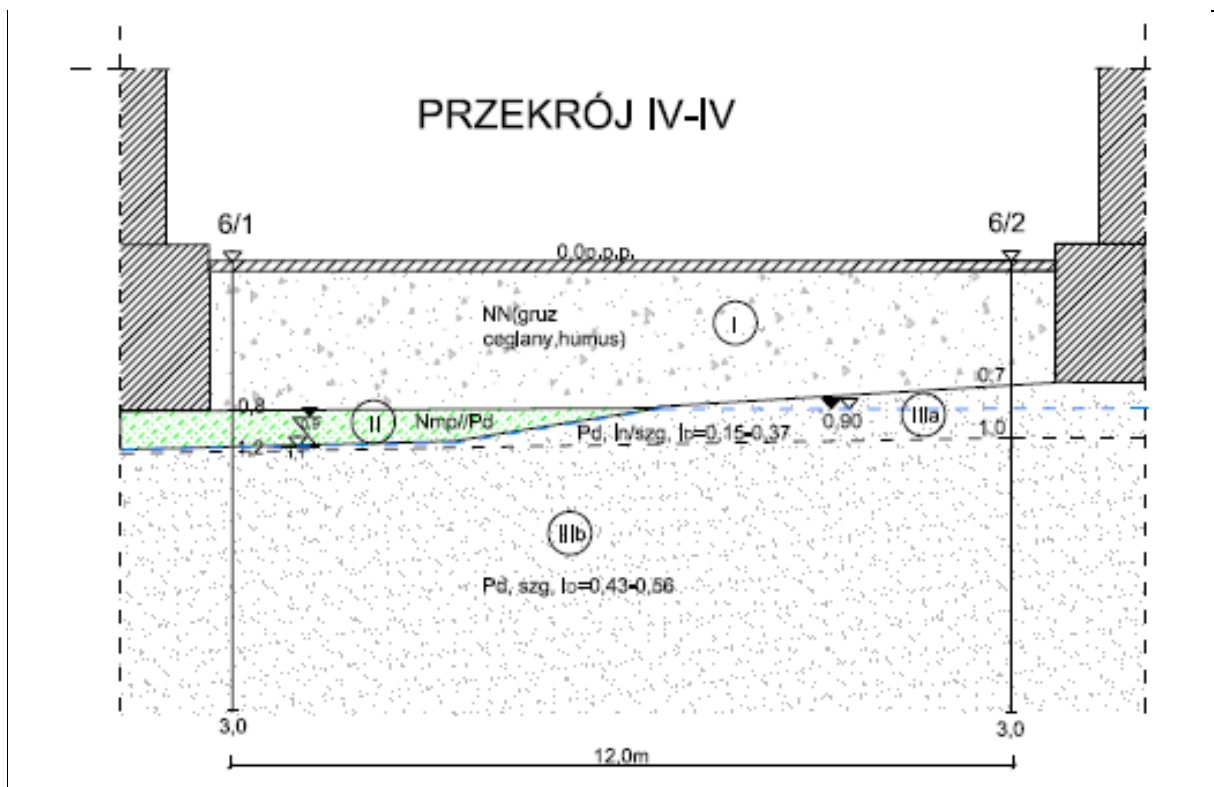 PRZEKRÓJ IV-IV
6/1
6/2
0,0p.p.p.
NN(gruz
ceglany,humus)
I
0,7
0,8
II
Nmp//Pd
0,90
IIIa
Pd, ln/szg, ID=0,15-0,37
1,0
1,2
IIIb
Pd, szg, ID=0,43-0,56
3,0
3,0
12,0m